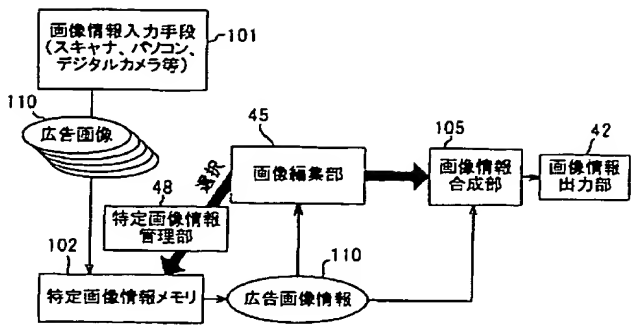 画像情報入力手段
(スキャナ、パソコン、
デジタルカメラ等)
101
110
広告画像
45
画像編集部
選択
48
特定画像情報
管理部
105
画像情報
合成部
42
画像情報
出力部
102
特定画像情報メモリ
110
広告画像情報